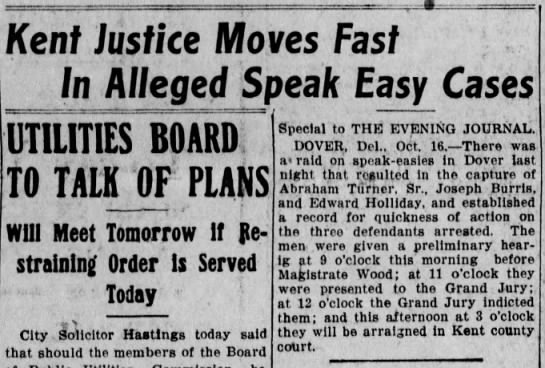 Kent Justice Moves Fast
In Alleged Speak Easy Cases
UTILITIES BOARD
TO TALK OF PLANS
Will Meet Tomorrow If Re-
straining Order Is Served
Today
City Solicitor Hastings today said
that should the members of the Board
of Public Utilities Commission be
Special to THE EVENING JOURNAL.
DOVER, Del., Oct. 16.—There was
a raid on speak-easies in Dover last
night that resulted in the capture of
Abraham Turner, Sr., Joseph Burris,
and Edward Holliday, and established
a record for quickness of action on
the three defendants arrested. The
men were given a preliminary hear-
ig at 9 o'clock this morning before
Magistrate Wood; at 11 o'clock they
were presented to the Grand Jury;
at 12 o'clock the Grand Jury indicted
them; and this afternoon at 3 o'clock
they will be arraigned in Kent county
court.